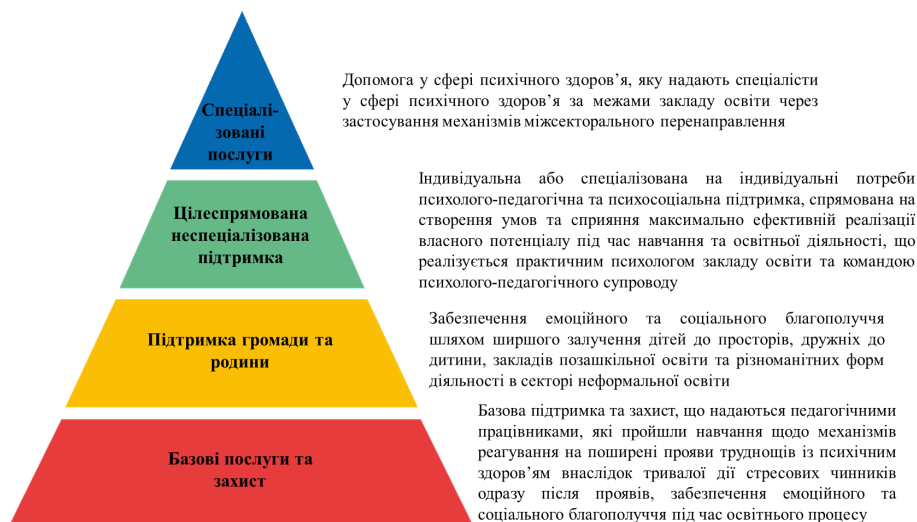 Спеціалі-
зовані
послуги
Допомога у сфері психічного здоров’я, яку надають спеціалісти
у сфері психічного здоров’я за межами закладу освіти через
застосування механізмів міжсекторального перенаправлення
Цілеспрямована
неспеціалізована
підтримка
Індивідуальна або спеціалізована на індивідуальні потреби
психолого-педагогічна та психосоціальна підтримка, спрямована на
створення умов та сприяння максимально ефективній реалізації
власного потенціалу під час навчання та освітньої діяльності, що
реалізується практичним психологом закладу освіти та командою
психолого-педагогічного супроводу
Підтримка громади та
родини
Забезпечення емоційного та соціального благополуччя
шляхом ширшого залучення дітей до просторів, дружніх до
дитини, закладів позашкільної освіти та різноманітних форм
діяльності в секторі неформальної освіти
Базові послуги та
захист
Базова підтримка та захист, що надаються педагогічними
працівниками, які пройшли навчання щодо механізмів
реагування на поширені прояви труднощів із психічним
здоров’ям внаслідок тривалої дії стресових чинників
одразу після проявів, забезпечення емоційного та
соціального благополуччя під час освітнього процесу